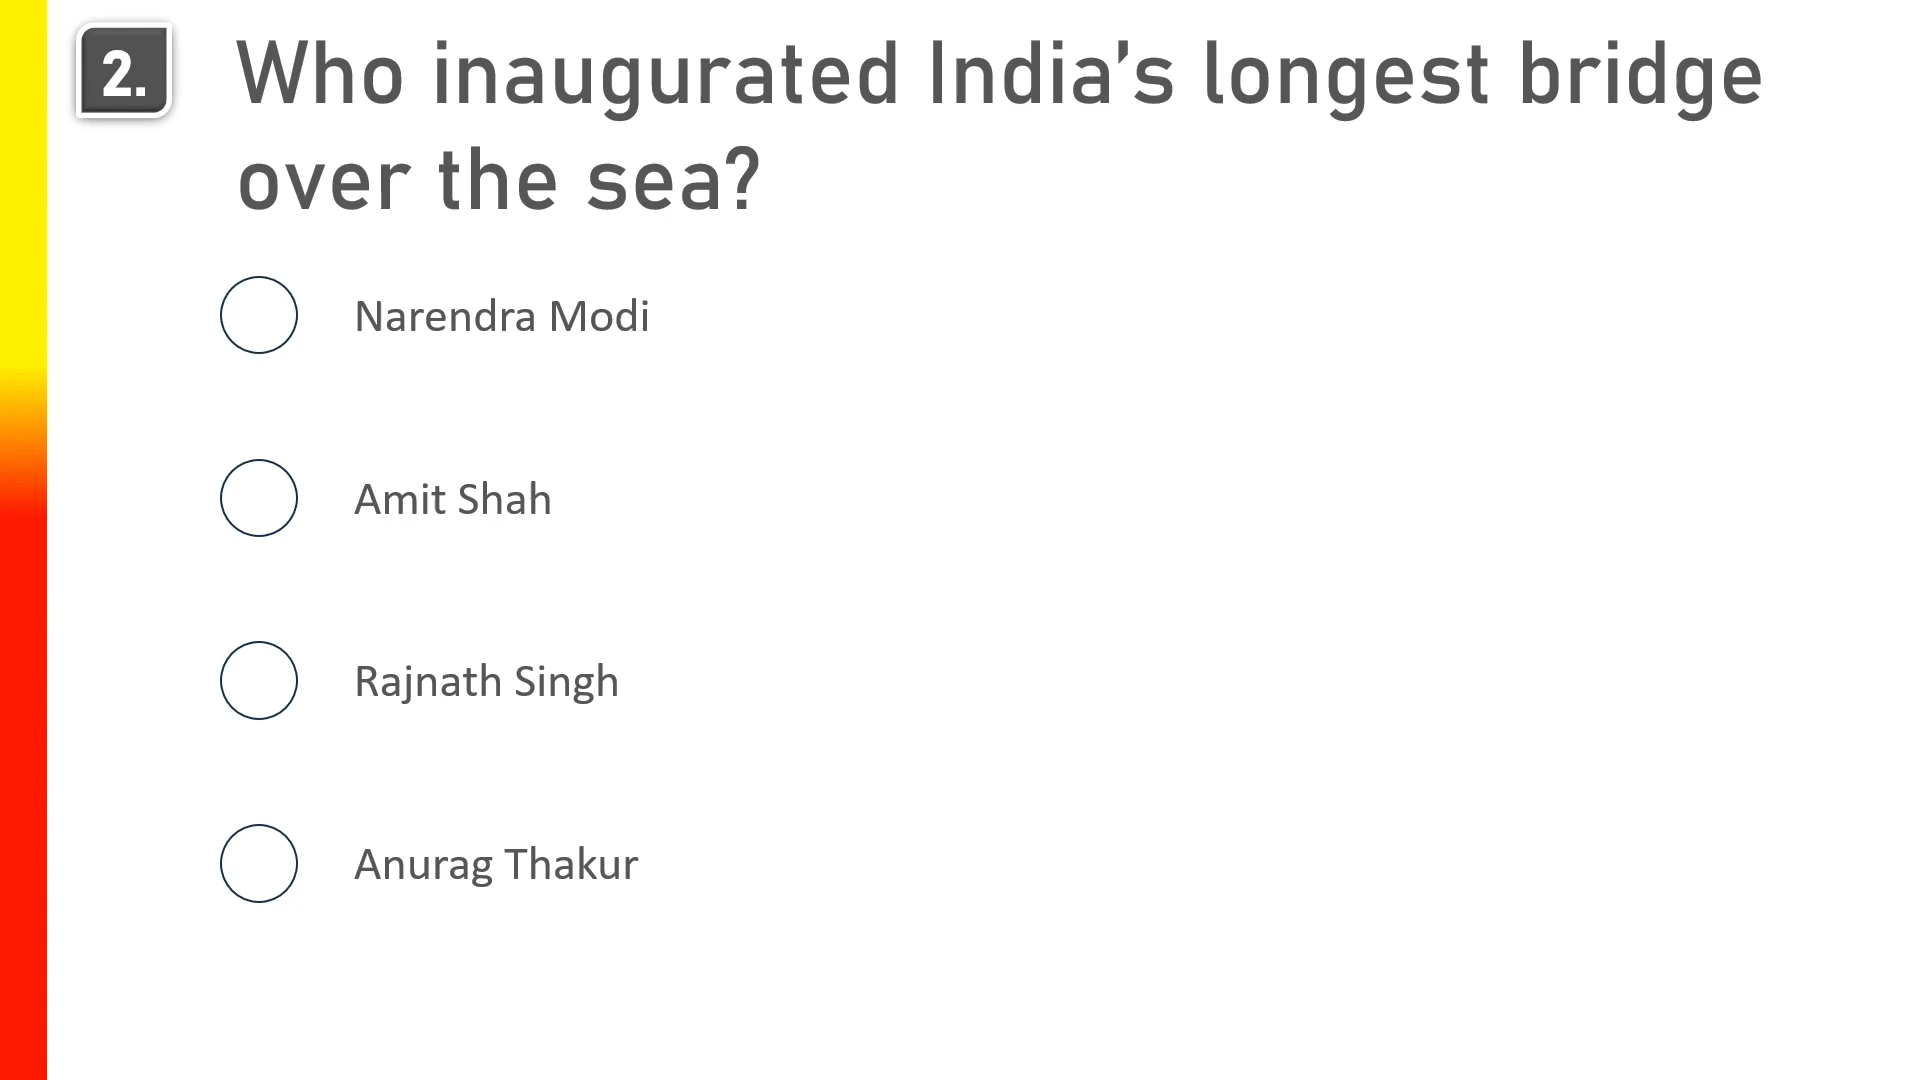 2.
Who inaugurated India’s longest bridge
over the sea?
Narendra Modi
Amit Shah
Rajnath Singh
Anurag Thakur